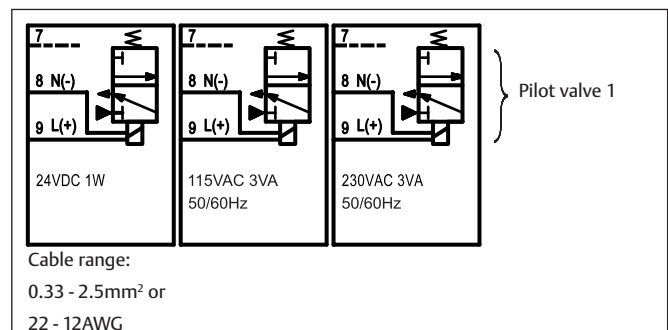 7 7 7
8 N(-) 8 N(-) 8 N(-)
Pilot valve 1
9 L(+) 9 L(+) 9 L(+)
24VDC 1W 115VAC 3VA 230VAC 3VA
50/60Hz 50/60Hz
Cable range:
0.33 - 2.5mm² or
22 - 12AWG